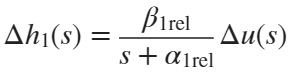 Δh₁(s) = β₁rel / (s + α₁rel) Δu(s)